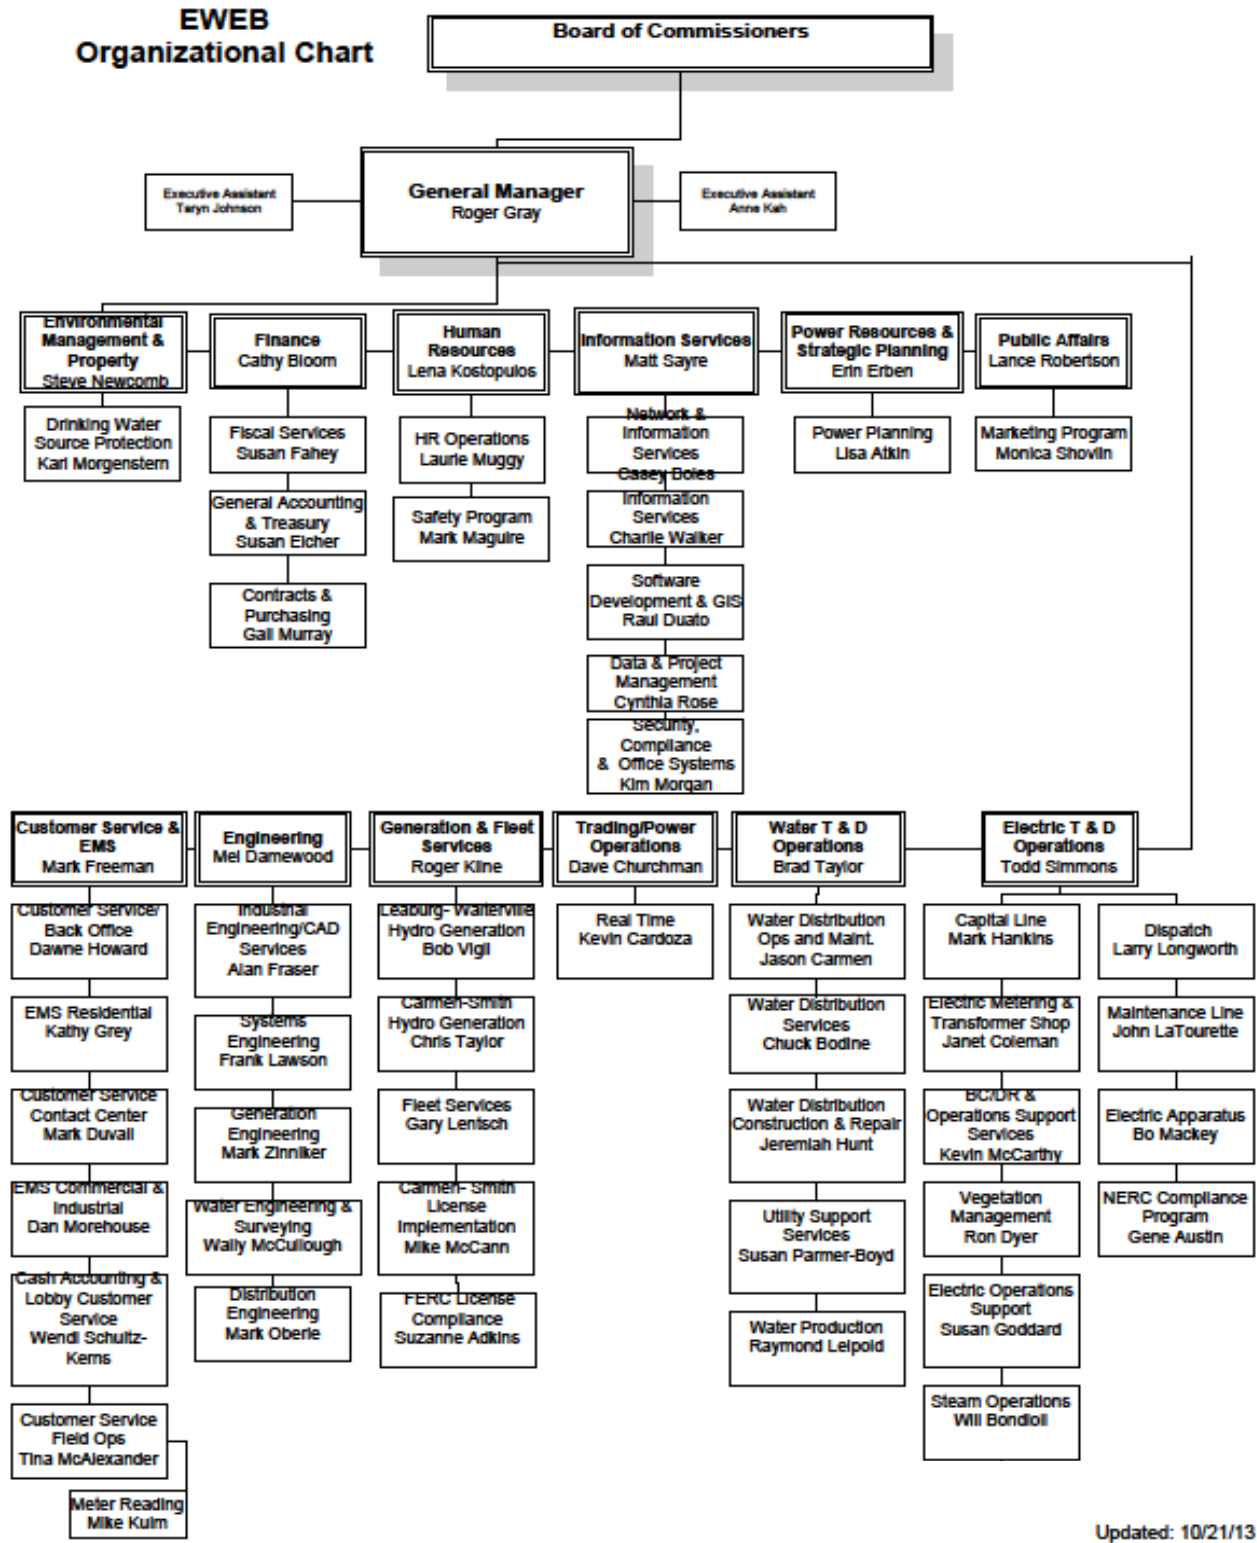 EWEB
Organizational Chart
Board of Commissioners
General Manager
Roger Gray
Executive Assistant
Taryn Johnson
Executive Assistant
Anne Kah
Environmental
Management &
Property
Steve Newcomb
Finance
Cathy Bloom
Human
Resources
Lena Kostopulos
Information Services
Matt Sayre
Power Resources &
Strategic Planning
Erin Erben
Public Affairs
Lance Robertson
Drinking Water
Source Protection
Karl Morgenstern
Fiscal Services
Susan Fahey
General Accounting
& Treasury
Susan Eicher
Contracts &
Purchasing
Gail Murray
HR Operations
Laurie Muggy
Safety Program
Mark Maguire
Network &
Information
Services
Casey Boles
Information
Services
Charlie Walker
Software
Development & GIS
Raul Duato
Data & Project
Management
Cynthia Rose
Security,
Compliance
& Office Systems
Kim Morgan
Power Planning
Lisa Atkin
Marketing Program
Monica Shovlin
Customer Service &
EMS
Mark Freeman
Engineering
Mel Damewood
Generation & Fleet
Services
Roger Kline
Trading/Power
Operations
Dave Churchman
Water T & D
Operations
Brad Taylor
Electric T & D
Operations
Todd Simmons
Customer Service/
Back Office
Dawne Howard
EMS Residential
Kathy Grey
Customer Service
Contact Center
Mark Duvall
EMS Commercial &
Industrial
Dan Morehouse
Cash Accounting &
Lobby Customer
Service
Wendi Schultz-
Kerns
Customer Service
Field Ops
Tina McAlexander
Meter Reading
Mike Kuim
Industrial
Engineering/CAD
Services
Alan Fraser
Systems
Engineering
Frank Lawson
Generation
Engineering
Mark Zinniker
Water Engineering &
Surveying
Wally McCullough
Distribution
Engineering
Mark Oberle
Leaburg- Walterville
Hydro Generation
Bob Vigil
Carmen-Smith
Hydro Generation
Chris Taylor
Fleet Services
Gary Lentsch
Carmen- Smith
License
Implementation
Mike McCann
FERC License
Compliance
Suzanne Adkins
Real Time
Kevin Cardoza
Water Distribution
Ops and Maint.
Jason Carmen
Water Distribution
Services
Chuck Bodine
Water Distribution
Construction & Repair
Jeremiah Hunt
Utility Support
Services
Susan Parmer-Boyd
Water Production
Raymond Leipold
Capital Line
Mark Hankins
Electric Metering &
Transformer Shop
Janet Coleman
BC/DR &
Operations Support
Services
Kevin McCarthy
Vegetation
Management
Ron Dyer
Electric Operations
Support
Susan Goddard
Steam Operations
Will Bondioli
Dispatch
Larry Longworth
Maintenance Line
John LaTourette
Electric Apparatus
Bo Mackey
NERC Compliance
Program
Gene Austin
Updated: 10/21/13